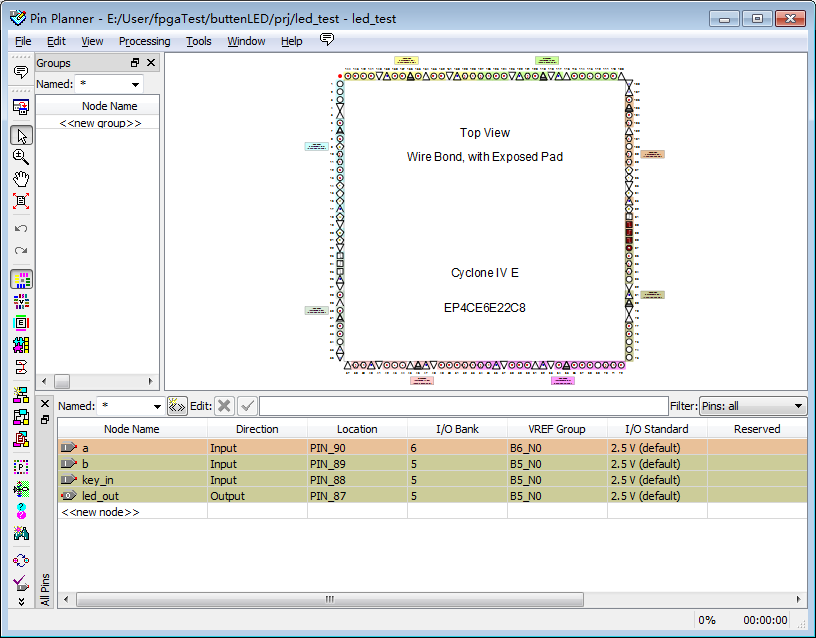 Pin Planner - E:/User/fpgaTest/buttenLED/prj/led_test - led_test
File Edit View Processing Tools Window Help
Groups
Named: *
Node Name
<<new group>>
Top View
Wire Bond, with Exposed Pad
Cyclone IV E
EP4CE6E22C8
Named: * Edit: Filter: Pins: all
Node Name Direction Location I/O Bank VREF Group I/O Standard Reserved
a Input PIN_90 6 B6_N0 2.5 V (default)
b Input PIN_89 5 B5_N0 2.5 V (default)
key_in Input PIN_88 5 B5_N0 2.5 V (default)
led_out Output PIN_87 5 B5_N0 2.5 V (default)
<<new node>>
All Pins
0% 00:00:00